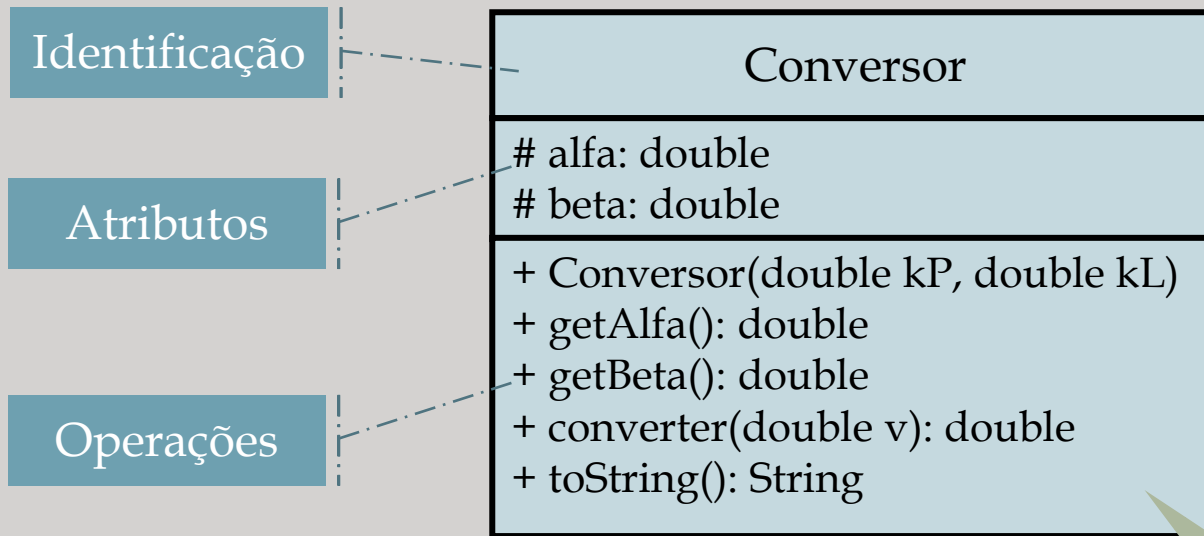 Identificação
Conversor
Atributos
# alfa: double
# beta: double
Operações
+ Conversor(double kP, double kL)
+ getAlfa(): double
+ getBeta(): double
+ converter(double v): double
+ toString(): String